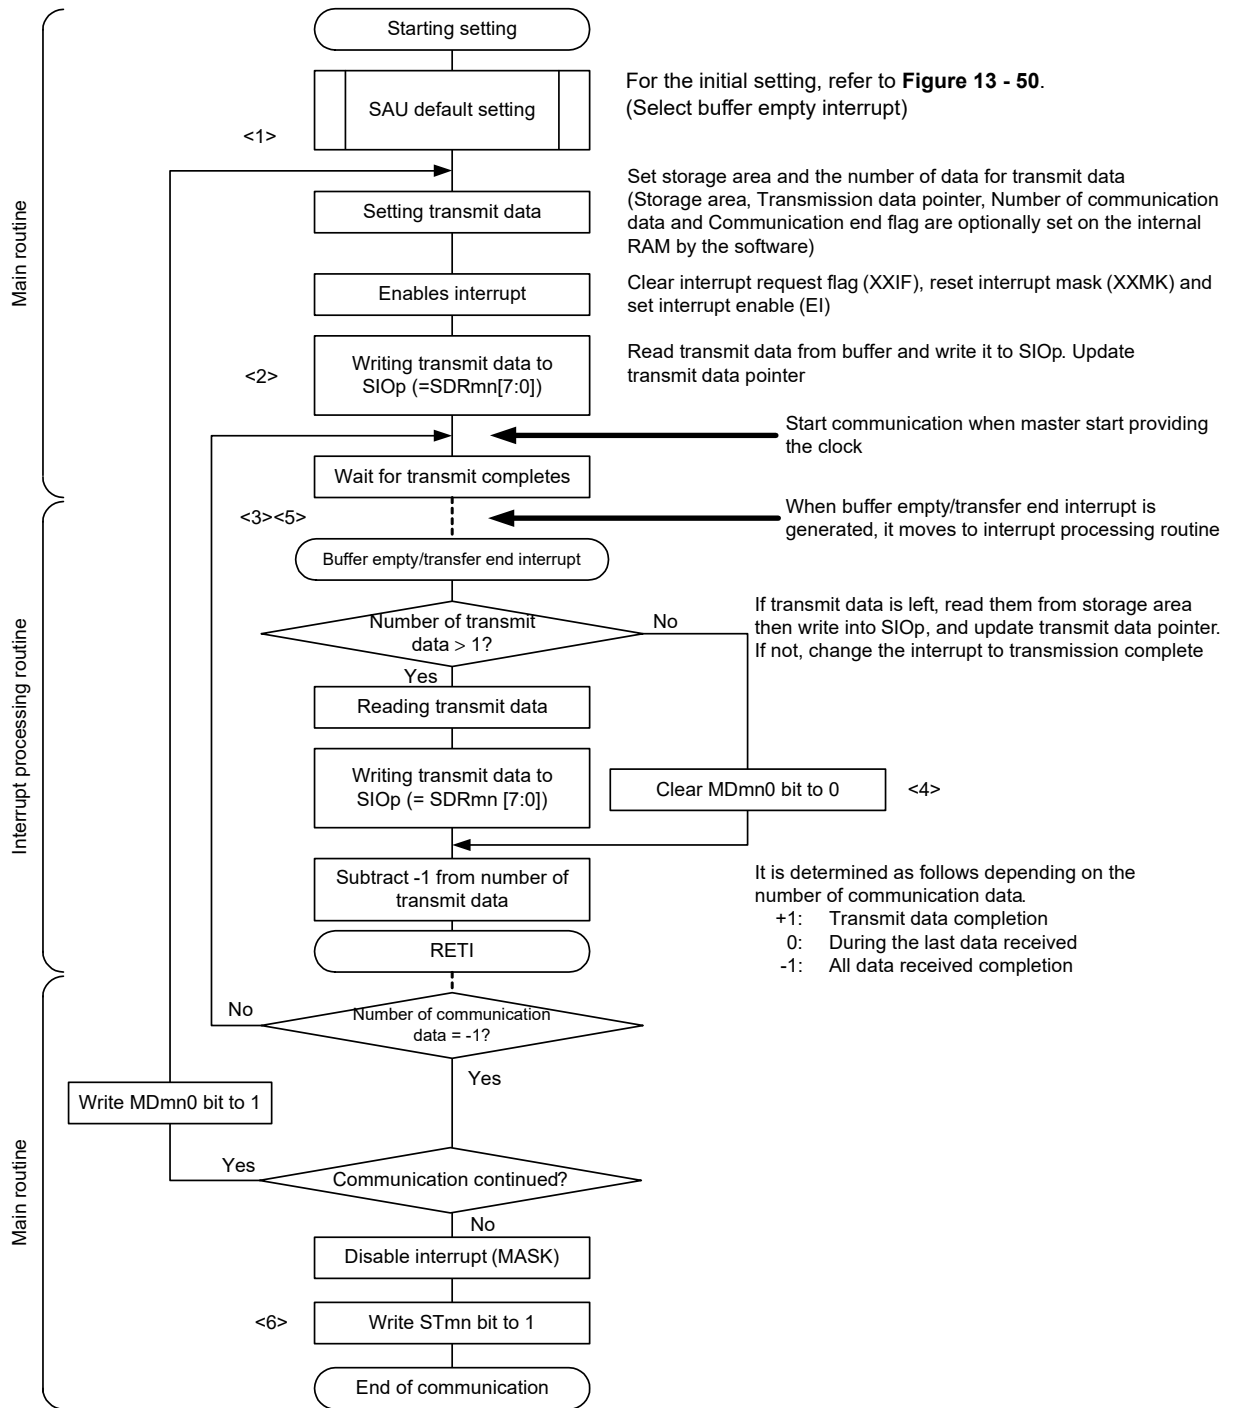 Starting setting
SAU default setting
For the initial setting, refer to Figure 13 - 50.
(Select buffer empty interrupt)
<1>
Main routine
Setting transmit data
Set storage area and the number of data for transmit data
(Storage area, Transmission data pointer, Number of communication
data and Communication end flag are optionally set on the internal
RAM by the software)
Enables interrupt
Clear interrupt request flag (XXIF), reset interrupt mask (XXMK) and
set interrupt enable (EI)
<2>
Writing transmit data to
SIOp (=SDRmn[7:0])
Read transmit data from buffer and write it to SIOp. Update
transmit data pointer
Start communication when master start providing
the clock
Wait for transmit completes
<3><5>
When buffer empty/transfer end interrupt is
generated, it moves to interrupt processing routine
Interrupt processing routine
Buffer empty/transfer end interrupt
Number of transmit
data > 1?
No
Yes
If transmit data is left, read them from storage area
then write into SIOp, and update transmit data pointer.
If not, change the interrupt to transmission complete
Reading transmit data
Writing transmit data to
SIOp (= SDRmn [7:0])
Clear MDmn0 bit to 0
<4>
Subtract -1 from number of
transmit data
It is determined as follows depending on the
number of communication data.
+1: Transmit data completion
0: During the last data received
-1: All data received completion
RETI
Main routine
No
Number of communication
data = -1?
Yes
Write MDmn0 bit to 1
Yes
Communication continued?
No
Disable interrupt (MASK)
<6>
Write STmn bit to 1
End of communication